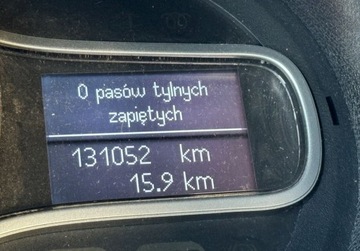 0 pasów tylnych
zapiętych
131052 km
15.9 km